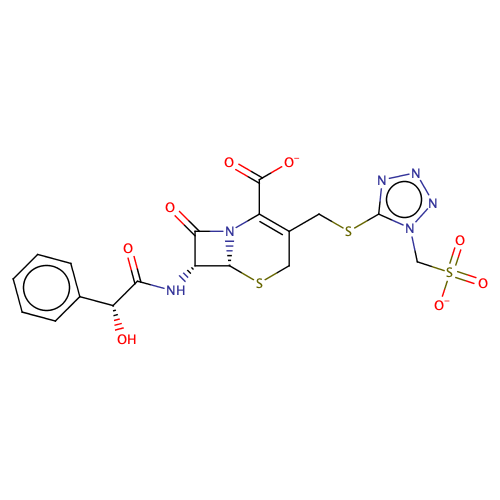 O O⁻
N N
O N S N
N O
O S S O
NH O⁻
OH